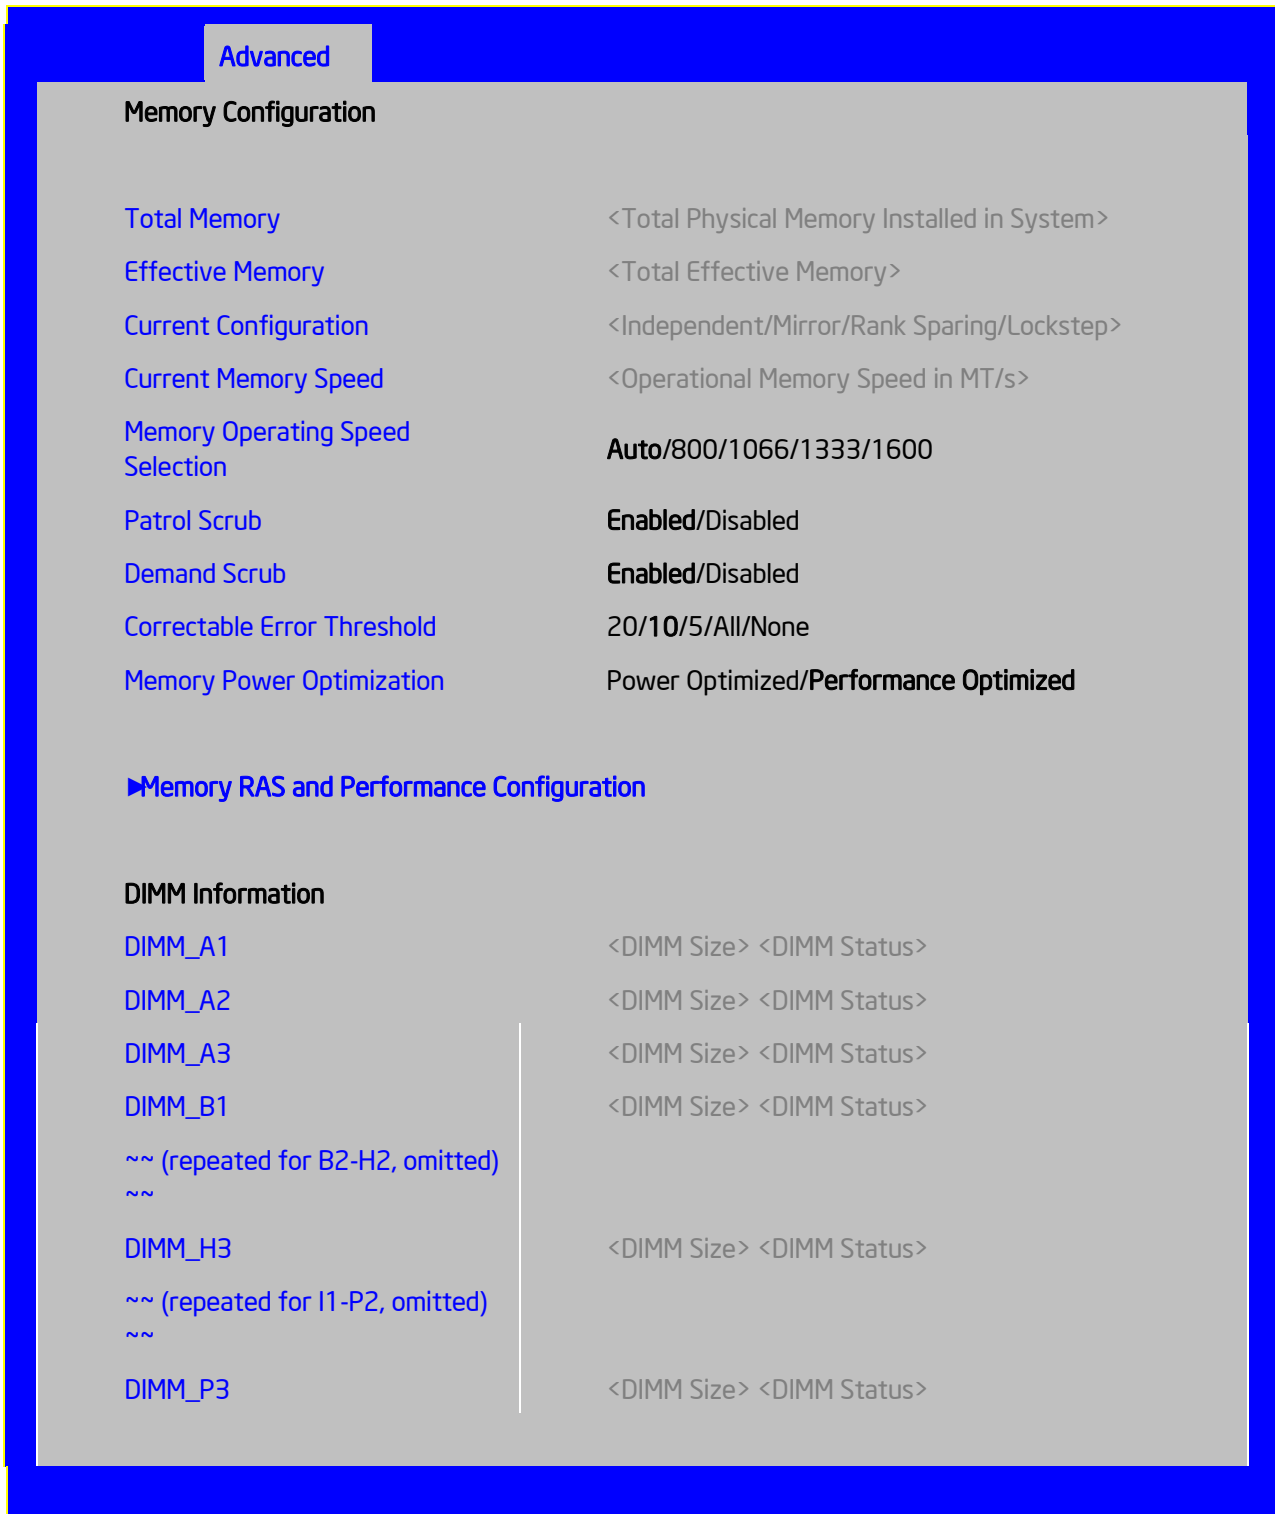 Advanced
Memory Configuration
Total Memory <Total Physical Memory Installed in System>
Effective Memory <Total Effective Memory>
Current Configuration <Independent/Mirror/Rank Sparing/Lockstep>
Current Memory Speed <Operational Memory Speed in MT/s>
Memory Operating Speed
Selection Auto/800/1066/1333/1600
Patrol Scrub Enabled/Disabled
Demand Scrub Enabled/Disabled
Correctable Error Threshold 20/10/5/All/None
Memory Power Optimization Power Optimized/Performance Optimized
►Memory RAS and Performance Configuration
DIMM Information
DIMM_A1 <DIMM Size> <DIMM Status>
DIMM_A2 <DIMM Size> <DIMM Status>
DIMM_A3 <DIMM Size> <DIMM Status>
DIMM_B1 <DIMM Size> <DIMM Status>
~~ (repeated for B2-H2, omitted)
~~
DIMM_H3 <DIMM Size> <DIMM Status>
~~ (repeated for I1-P2, omitted)
~~
DIMM_P3 <DIMM Size> <DIMM Status>